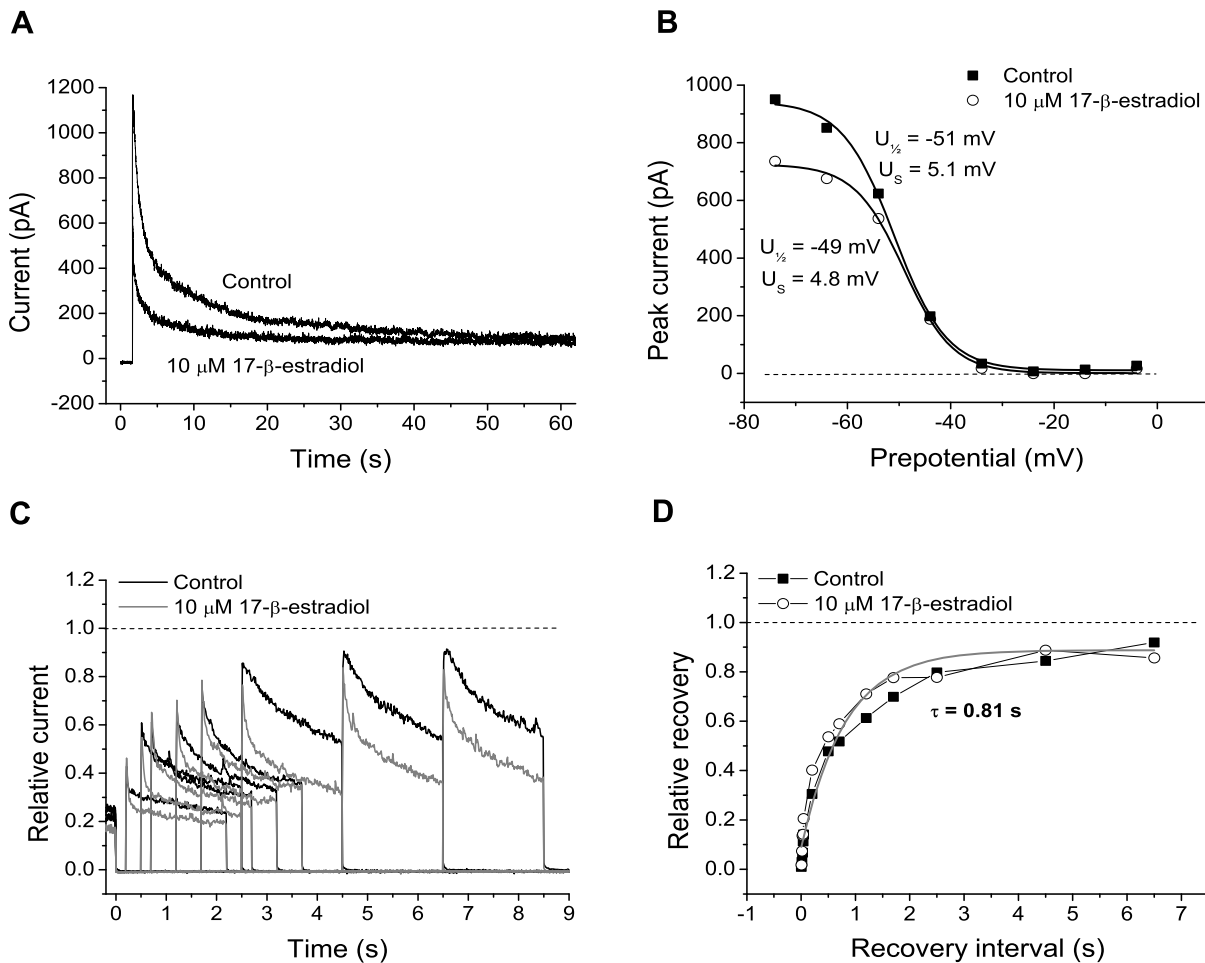 A
1200
1000
800
600
400
200
0
-200
Current (pA)
Control
10 μM 17-β-estradiol
0 10 20 30 40 50 60
Time (s)
B
1000
800
600
400
200
0
Peak current (pA)
Control
10 μM 17-β-estradiol
U½ = -51 mV
US = 5.1 mV
U½ = -49 mV
US = 4.8 mV
-80 -60 -40 -20 0
Prepotential (mV)
C
1.2
1.0
0.8
0.6
0.4
0.2
0.0
Relative current
Control
10 μM 17-β-estradiol
0 1 2 3 4 5 6 7 8 9
Time (s)
D
1.2
1.0
0.8
0.6
0.4
0.2
0.0
Relative recovery
Control
10 μM 17-β-estradiol
τ = 0.81 s
-1 0 1 2 3 4 5 6 7
Recovery interval (s)